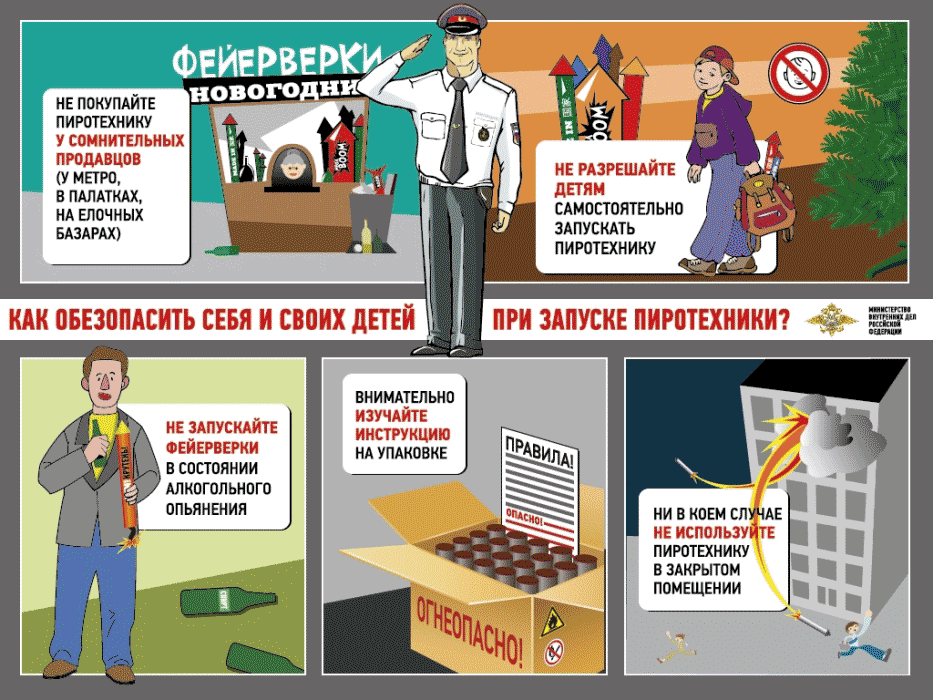 ФЕЙЕРВЕРКИ
НОВОГОДНИ
НЕ ПОКУПАЙТЕ
ПИРОТЕХНИКУ
У СОМНИТЕЛЬНЫХ
ПРОДАВЦОВ
(У МЕТРО,
В ПАЛАТКАХ,
НА ЕЛОЧНЫХ
БАЗАРАХ)
BOOM
MADE IN
BOOM
НЕ РАЗРЕШАЙТЕ
ДЕТЯМ
САМОСТОЯТЕЛЬНО
ЗАПУСКАТЬ
ПИРОТЕХНИКУ
КАК ОБЕЗОПАСИТЬ СЕБЯ И СВОИХ ДЕТЕЙ ПРИ ЗАПУСКЕ ПИРОТЕХНИКИ?
МИНИСТЕРСТВО
ВНУТРЕННИХ ДЕЛ
РОССИЙСКОЙ
ФЕДЕРАЦИИ
НЕ ЗАПУСКАЙТЕ
ФЕЙЕРВЕРКИ
В СОСТОЯНИИ
АЛКОГОЛЬНОГО
ОПЬЯНЕНИЯ
ВНИМАТЕЛЬНО
ИЗУЧАЙТЕ
ИНСТРУКЦИЮ
НА УПАКОВКЕ
ПРАВИЛА!
ОПАСНО!
ОГНЕОПАСНО!
НИ В КОЕМ СЛУЧАЕ
НЕ ИСПОЛЬЗУЙТЕ
ПИРОТЕХНИКУ
В ЗАКРЫТОМ
ПОМЕЩЕНИИ